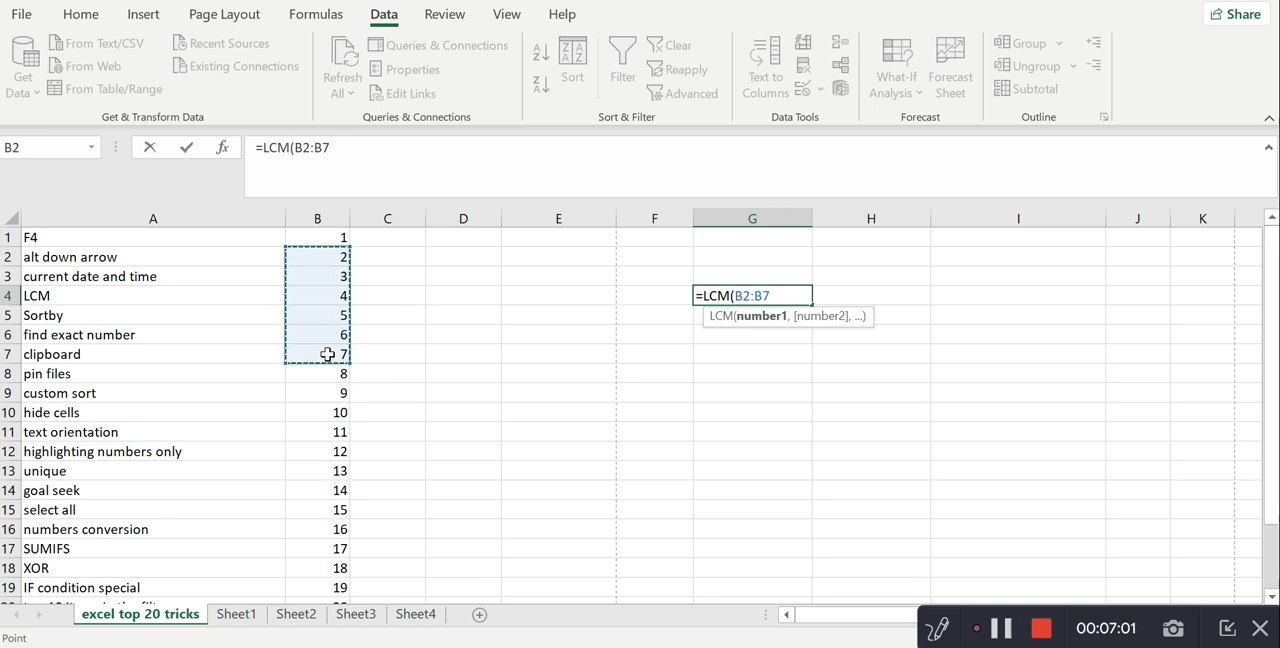 File Home Insert Page Layout Formulas Data Review View Help Share
Get Data
From Text/CSV
From Web
From Table/Range
Recent Sources
Existing Connections
Get & Transform Data
Refresh All
Queries & Connections
Properties
Edit Links
Queries & Connections
Sort
Filter
Clear
Reapply
Advanced
Sort & Filter
Text to Columns
Data Tools
What-If Analysis
Forecast Sheet
Forecast
Group
Ungroup
Subtotal
Outline
B2 fx =LCM(B2:B7
A B C D E F G H I J K
1 F4 1
2 alt down arrow 2
3 current date and time 3
4 LCM 4 =LCM(B2:B7
5 Sortby 5 LCM(number1, [number2], ...)
6 find exact number 6
7 clipboard 7
8 pin files 8
9 custom sort 9
10 hide cells 10
11 text orientation 11
12 highlighting numbers only 12
13 unique 13
14 goal seek 14
15 select all 15
16 numbers conversion 16
17 SUMIFS 17
18 XOR 18
19 IF condition special 19
excel top 20 tricks Sheet1 Sheet2 Sheet3 Sheet4
Point
00:07:01